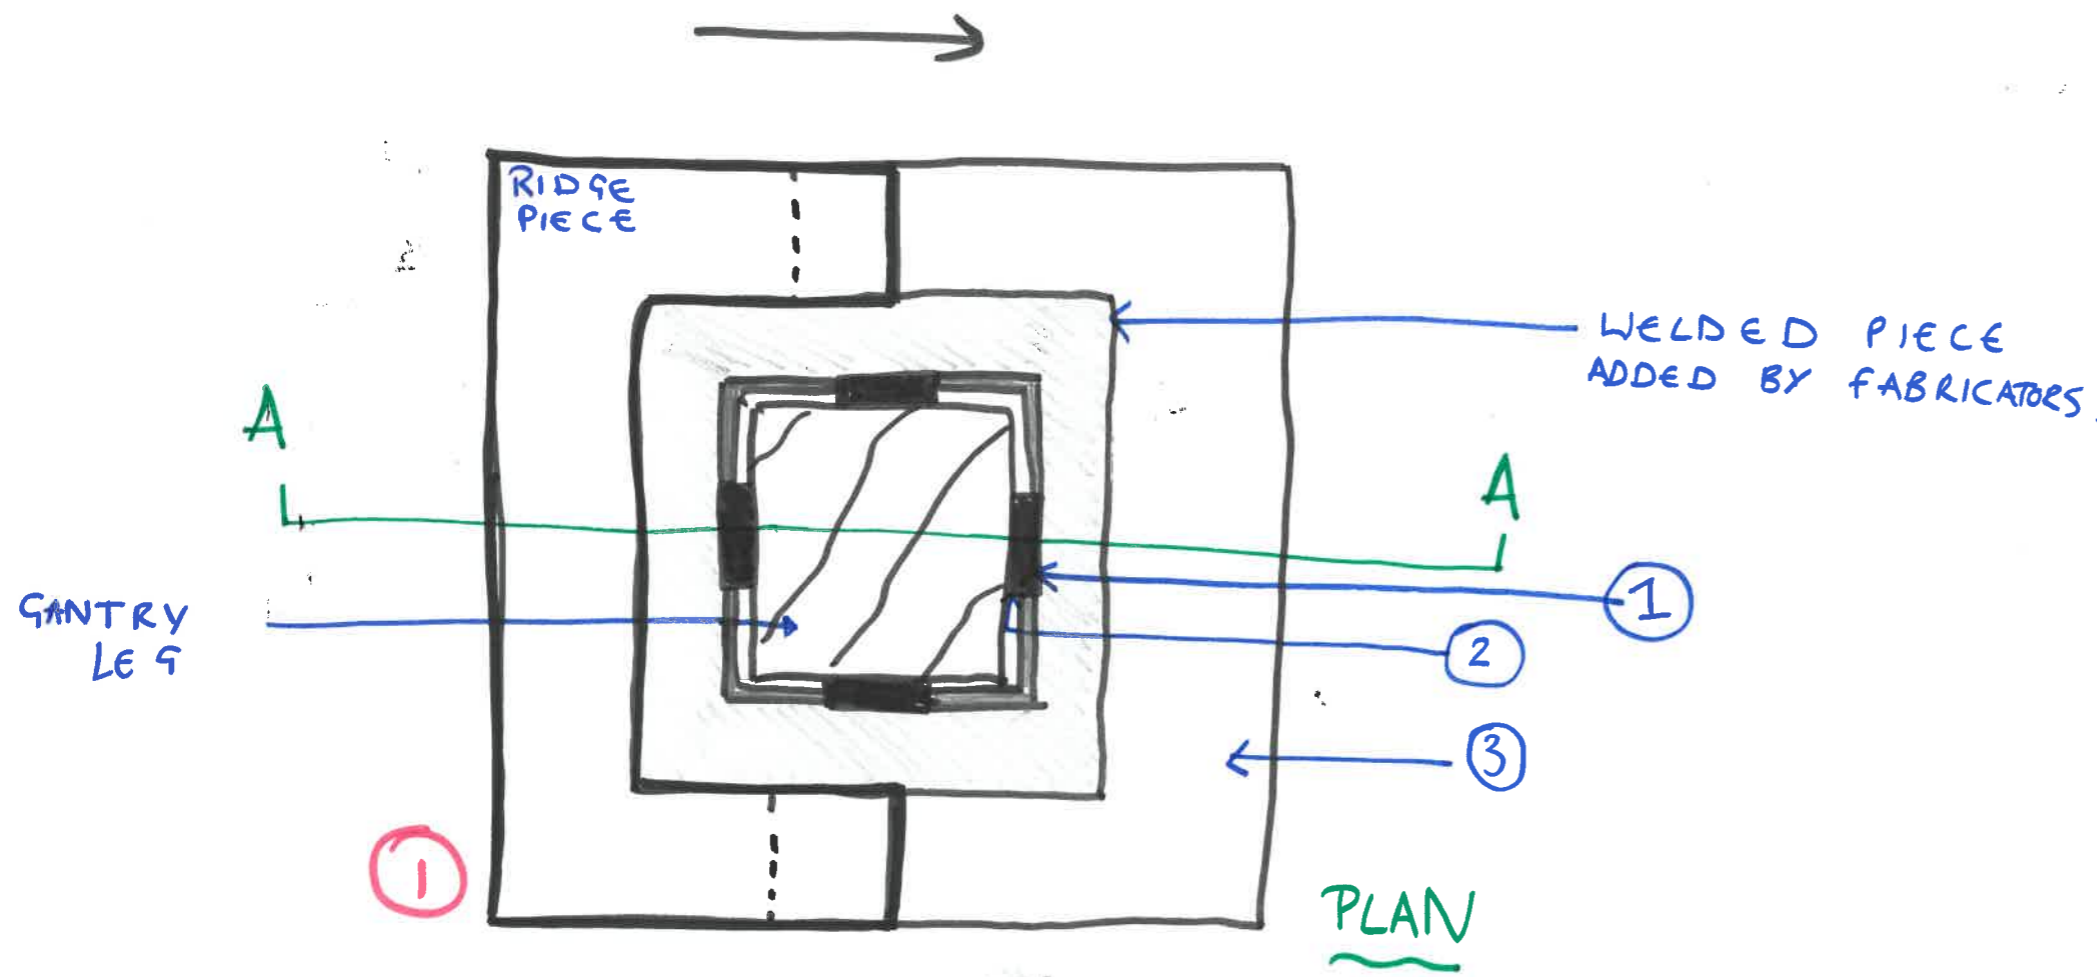 RIDGE
PIECE
WELDED PIECE
ADDED BY FABRICATORS.
A
A
1
GANTRY
LEG
2
3
1
PLAN